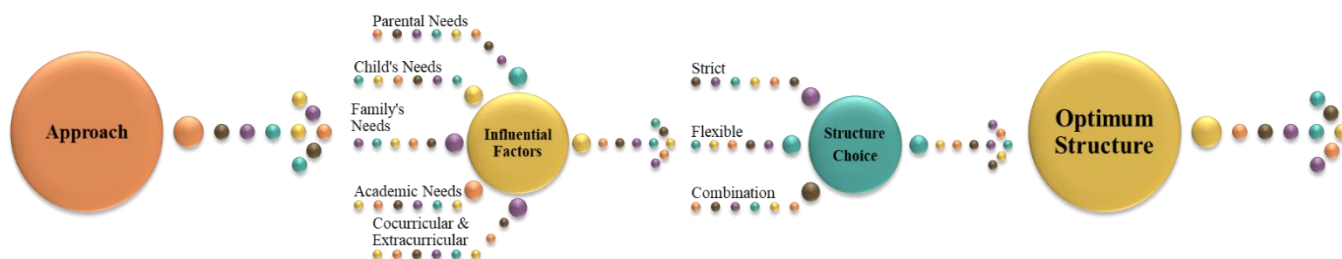 Approach
Parental Needs
Child's Needs
Family's
Needs
Academic Needs
Cocurricular &
Extracurricular
Influential
Factors
Strict
Flexible
Combination
Structure
Choice
Optimum
Structure